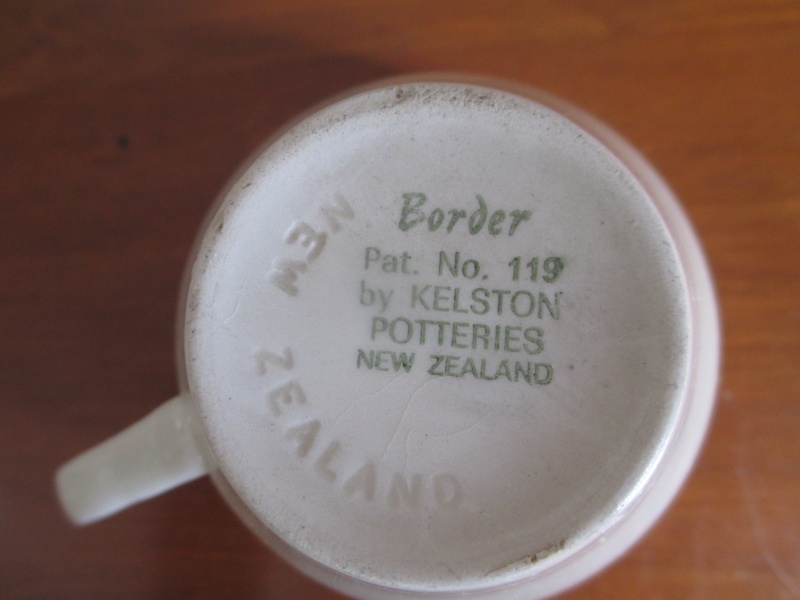 Border
Pat. No. 119
by KELSTON
POTTERIES
NEW ZEALAND
NEW ZEALAND